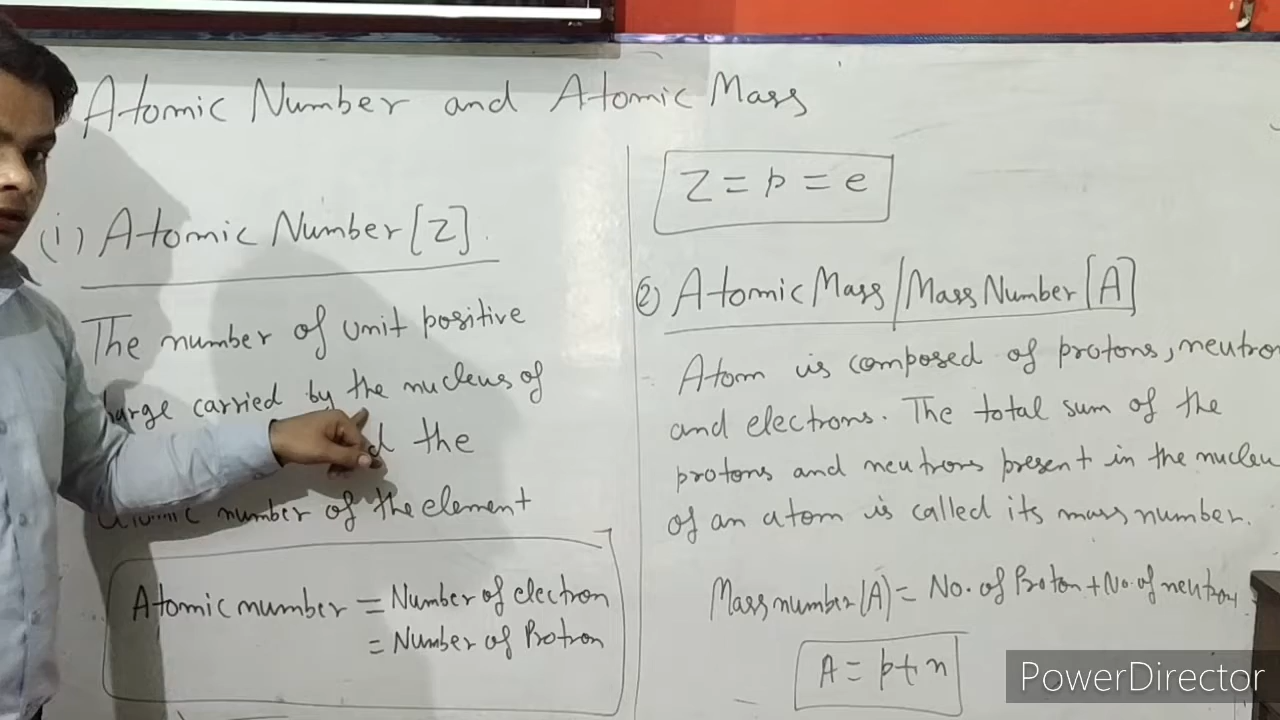 Atomic Number and Atomic Mass
(i) Atomic Number [Z].
The number of unit positive
charge carried by the nucleus of
the
atomic number of the element
Atomic number = Number of electron
= Number of Protron
Z = p = e
② Atomic Mass/Mass Number [A]
Atom is composed of protons, neutron
and electrons. The total sum of the
protons and neutrons present in the nucleu
of an atom is called its mass number.
Mass number (A) = No. of Proton + No. of neutron
A = p + n
PowerDirector